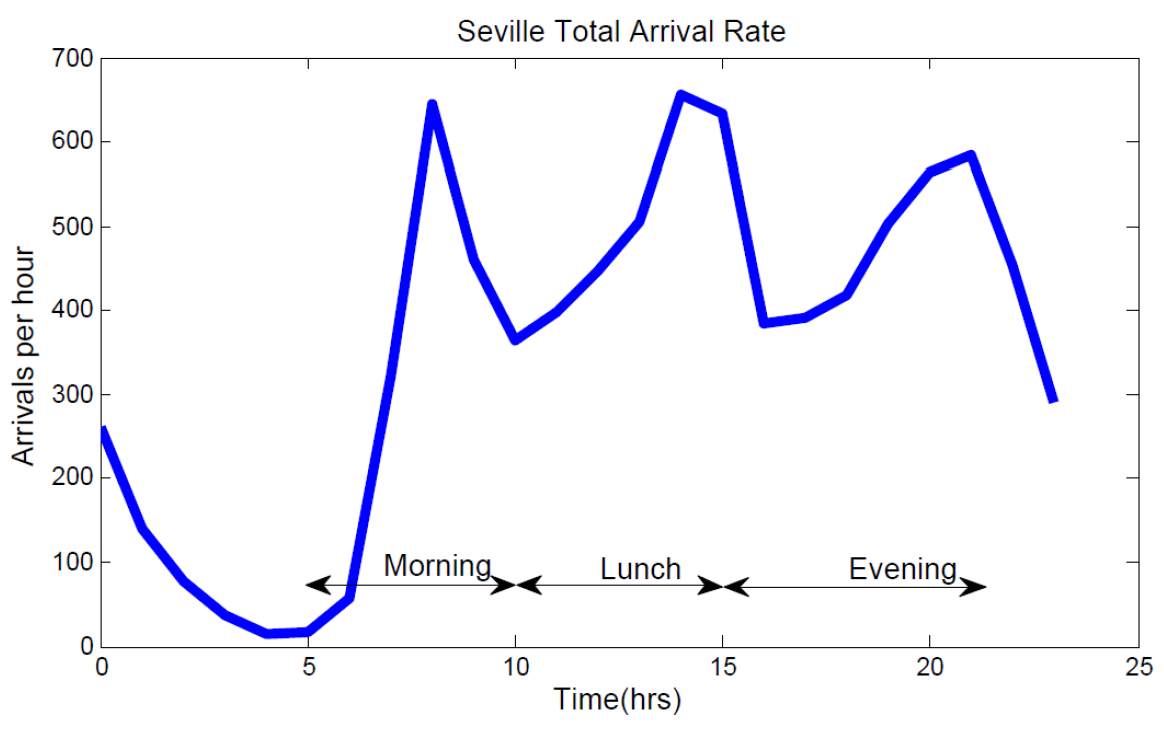 Seville Total Arrival Rate
700
600
500
400
300
200
100
0
Arrivals per hour
Morning
Lunch
Evening
0 5 10 15 20 25
Time(hrs)